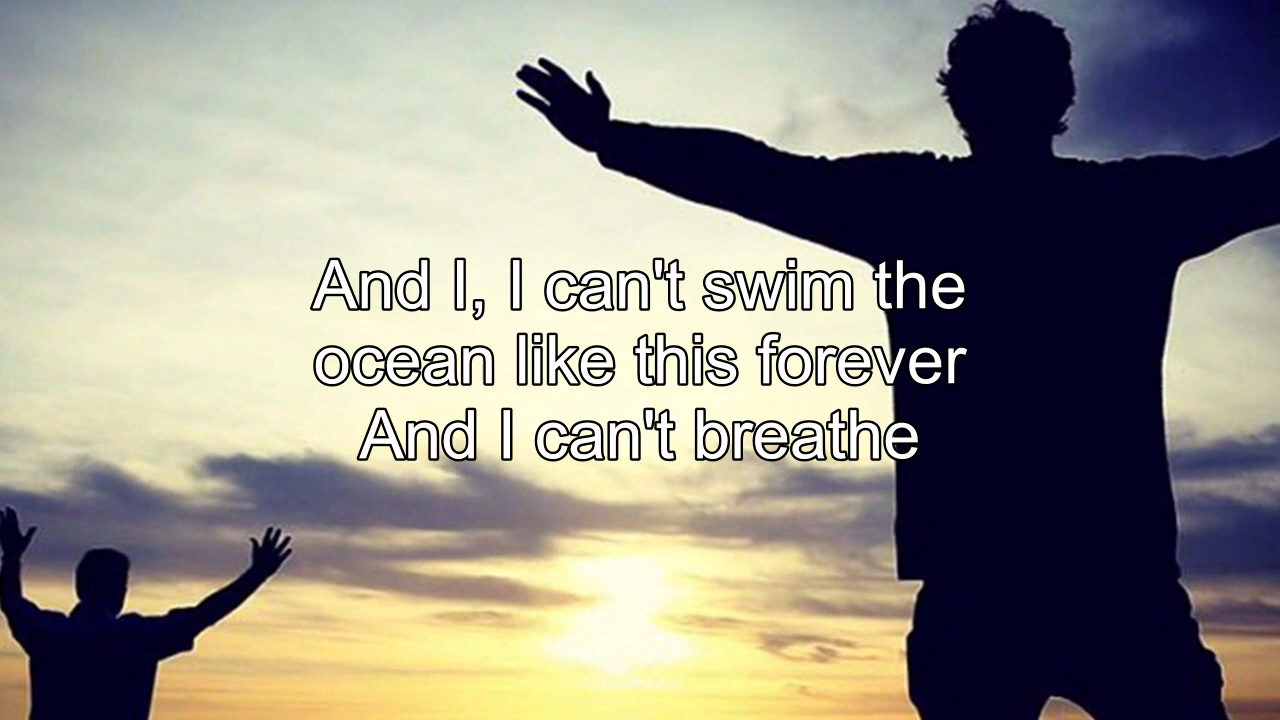 And I, I can't swim the
ocean like this forever
And I can't breathe